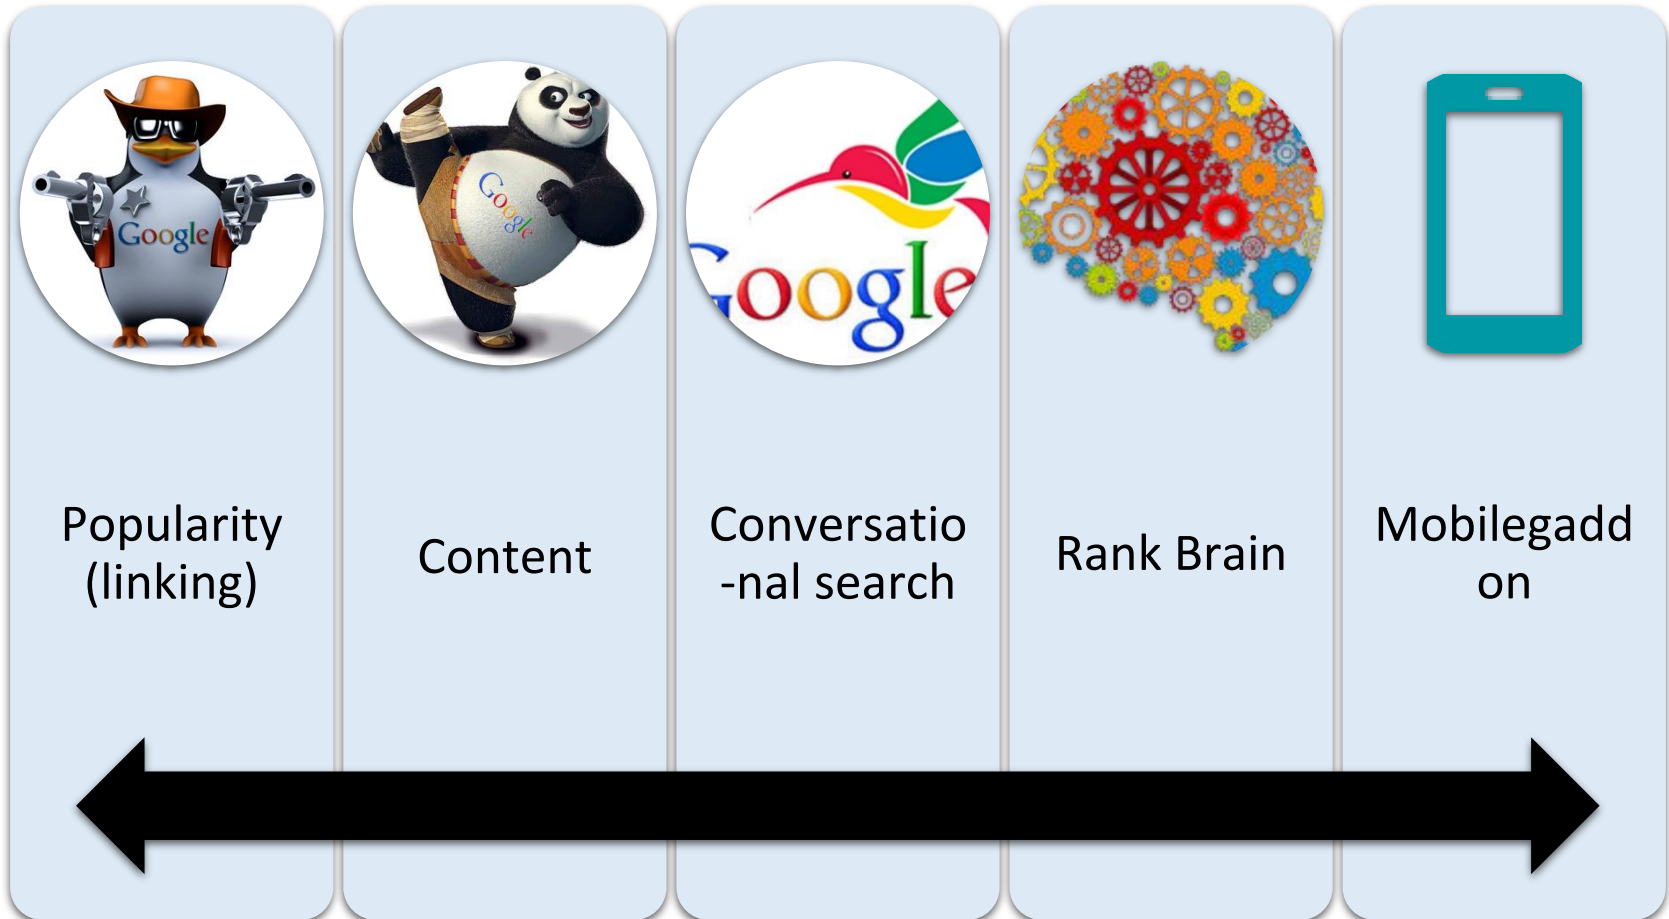 Google
Google
Google
Popularity
(linking)
Content
Conversatio
-nal search
Rank Brain
Mobilegadd
on